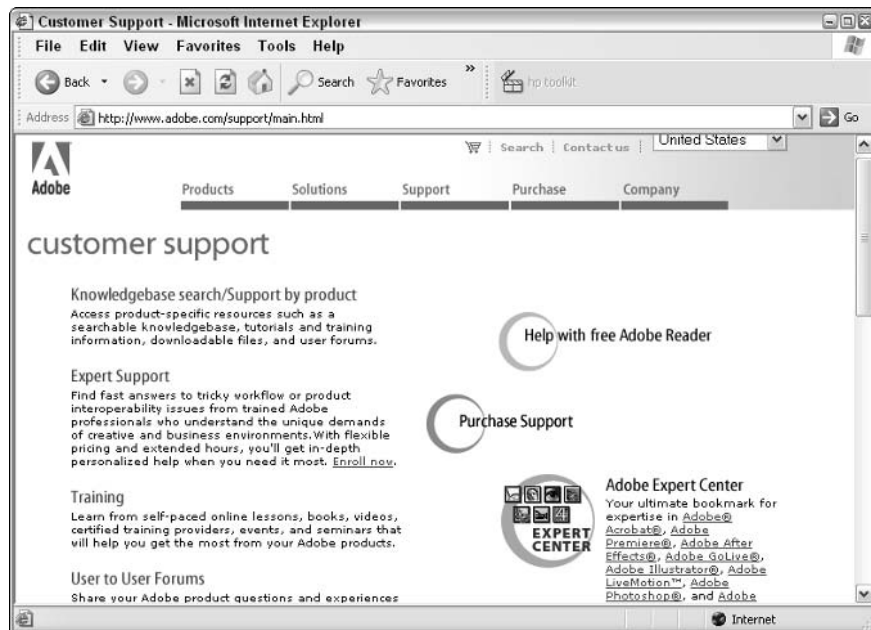 Customer Support - Microsoft Internet Explorer
File Edit View Favorites Tools Help
Back Search Favorites » hp toolkit
Address http://www.adobe.com/support/main.html Go
Search | Contact us | United States
Adobe
Products Solutions Support Purchase Company
customer support
Knowledgebase search/Support by product
Access product-specific resources such as a
searchable knowledgebase, tutorials and training
information, downloadable files, and user forums.
Expert Support
Find fast answers to tricky workflow or product
interoperability issues from trained Adobe
professionals who understand the unique demands
of creative and business environments.With flexible
pricing and extended hours, you'll get in-depth
personalized help when you need it most. Enroll now.
Training
Learn from self-paced online lessons, books, videos,
certified training providers, events, and seminars that
will help you get the most from your Adobe products.
User to User Forums
Share your Adobe product questions and experiences
Help with free Adobe Reader
Purchase Support
EXPERT
CENTER
Adobe Expert Center
Your ultimate bookmark for
expertise in Adobe®
Acrobat®, Adobe
Premiere®, Adobe After
Effects®, Adobe GoLive®,
Adobe Illustrator®, Adobe
LiveMotion™, Adobe
Photoshop®, and Adobe
Internet